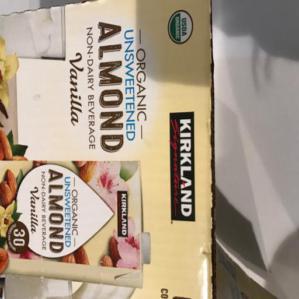 USDA
ORGANIC
ORGANIC
UNSWEETENED
ALMOND
NON-DAIRY BEVERAGE
Vanilla
KIRKLAND
Signature
KIRKLAND
ORGANIC
UNSWEETENED
ALMOND
NON-DAIRY BEVERAGE
Vanilla
30